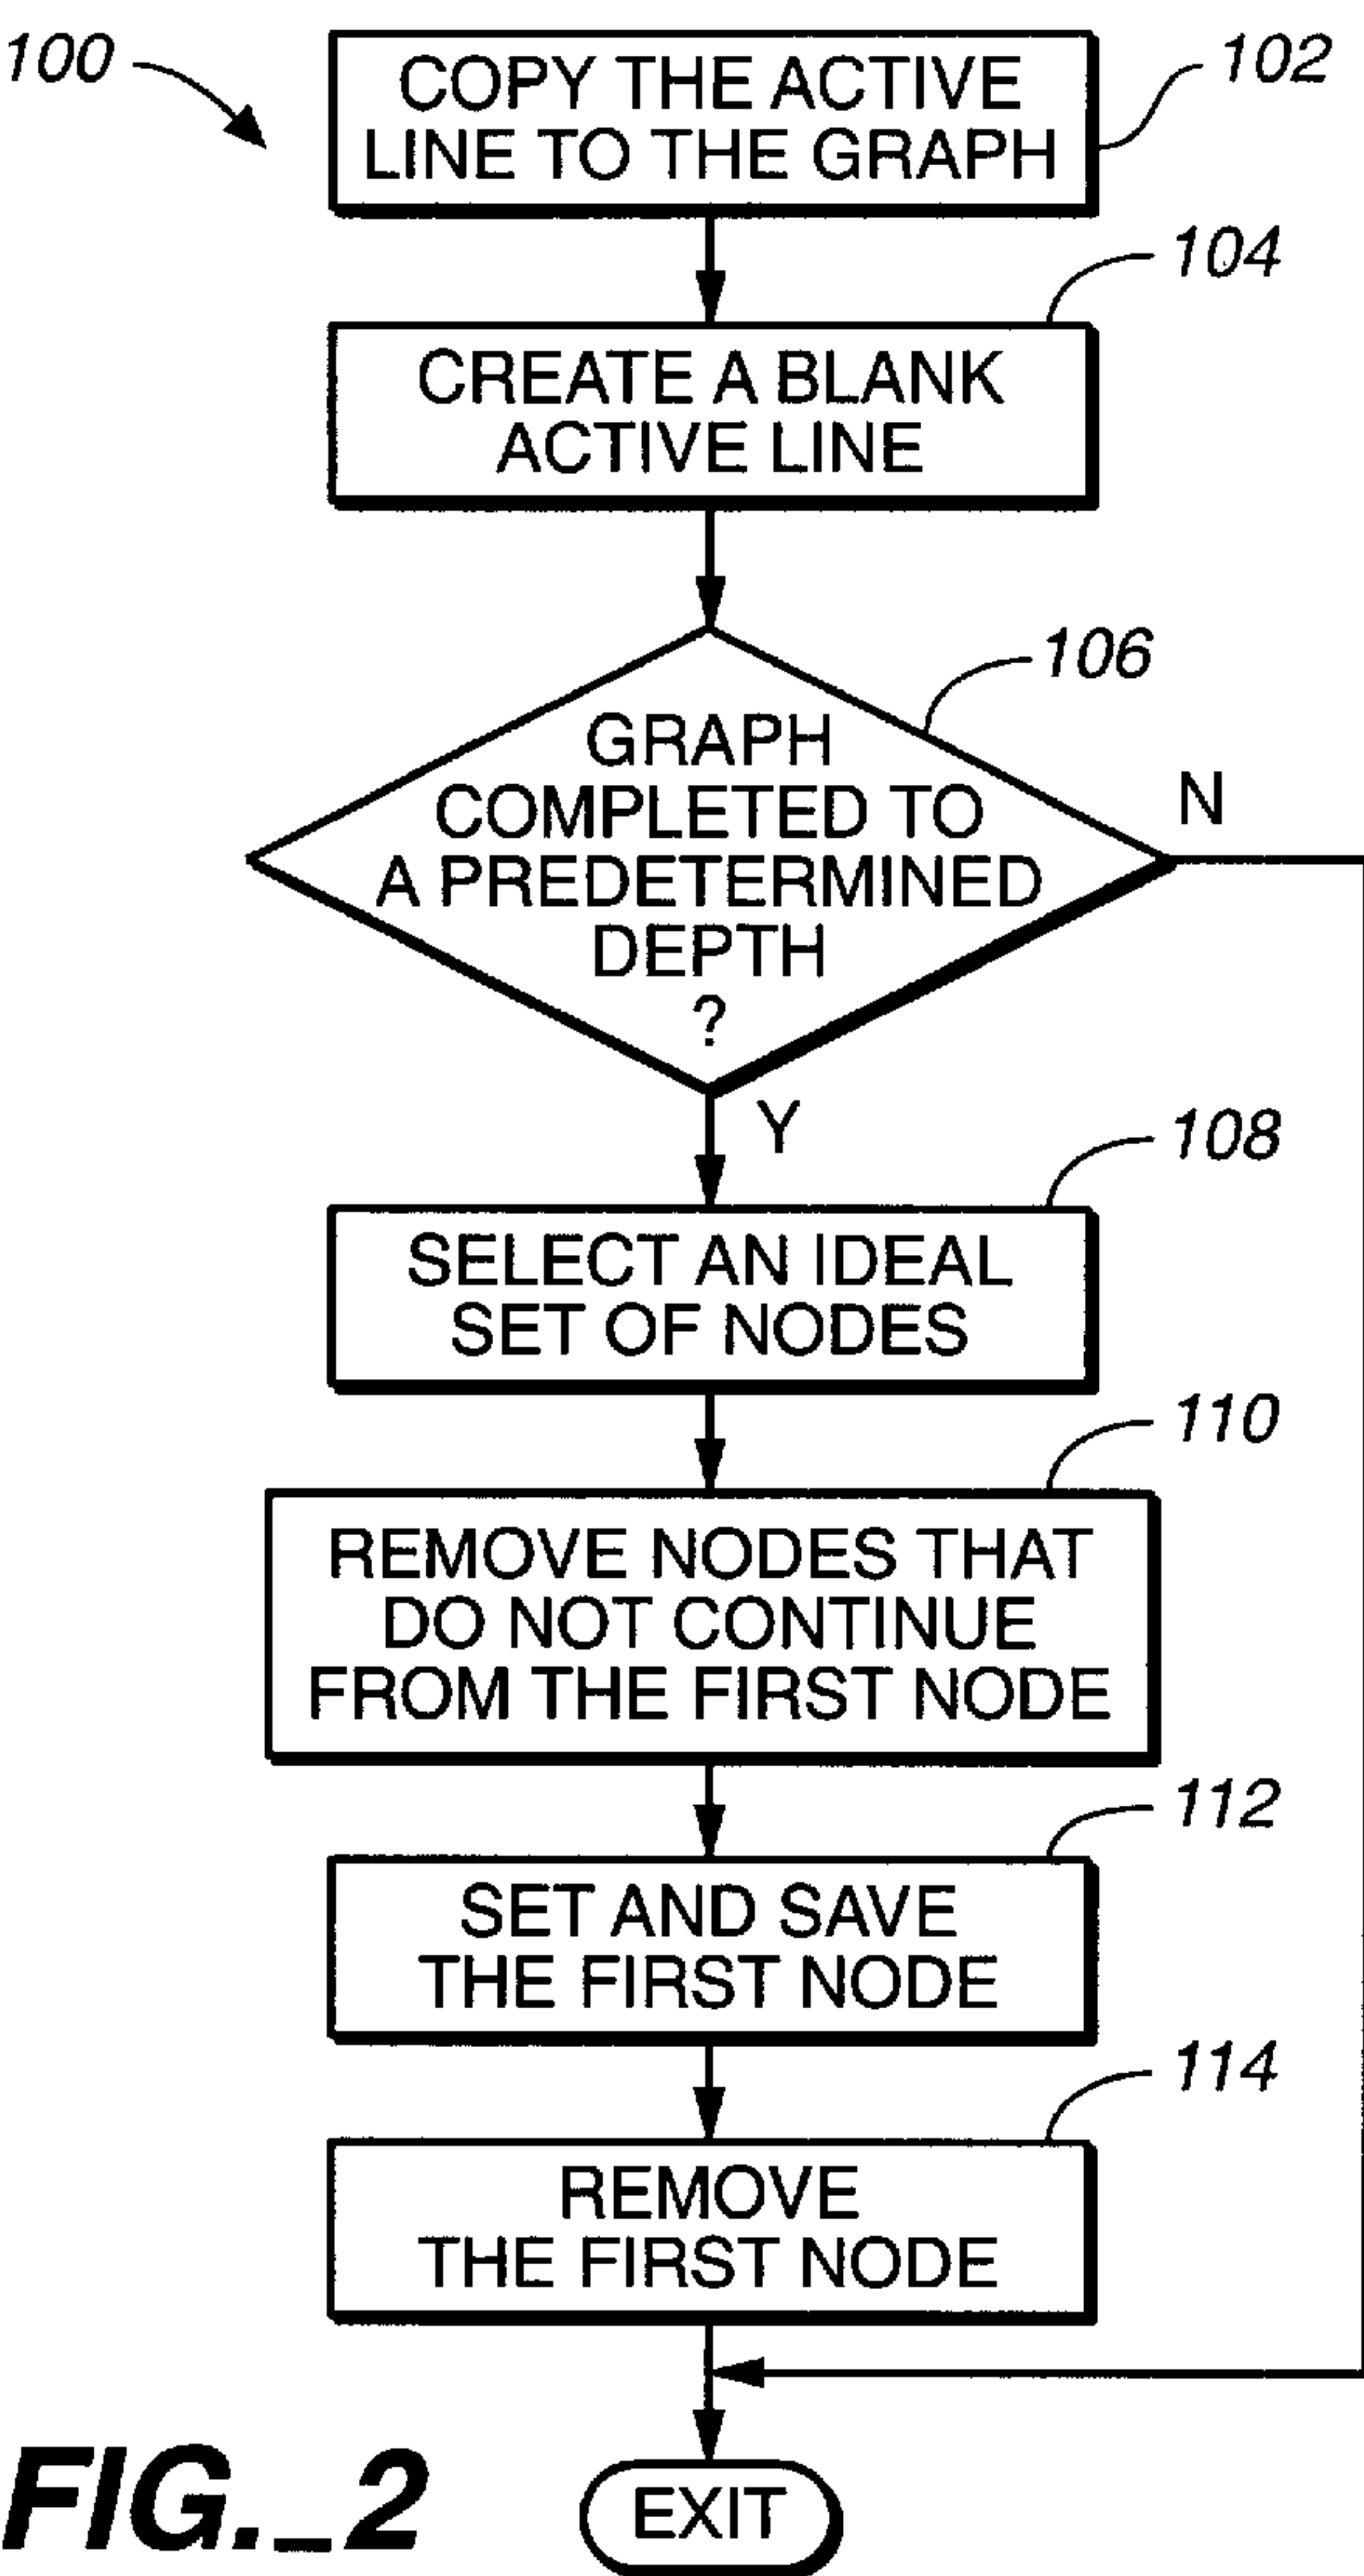 100
102
COPY THE ACTIVE
LINE TO THE GRAPH
104
CREATE A BLANK
ACTIVE LINE
106
GRAPH
COMPLETED TO
A PREDETERMINED
DEPTH
?
N
Y
108
SELECT AN IDEAL
SET OF NODES
110
REMOVE NODES THAT
DO NOT CONTINUE
FROM THE FIRST NODE
112
SET AND SAVE
THE FIRST NODE
114
REMOVE
THE FIRST NODE
EXIT
FIG._2